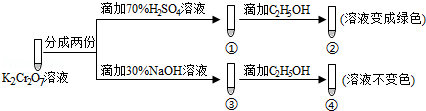 分成两份
K2Cr2O7溶液
滴加70%H2SO4溶液
①
滴加C2H5OH
②
(溶液变成绿色)
滴加30%NaOH溶液
③
滴加C2H5OH
④
(溶液不变色)